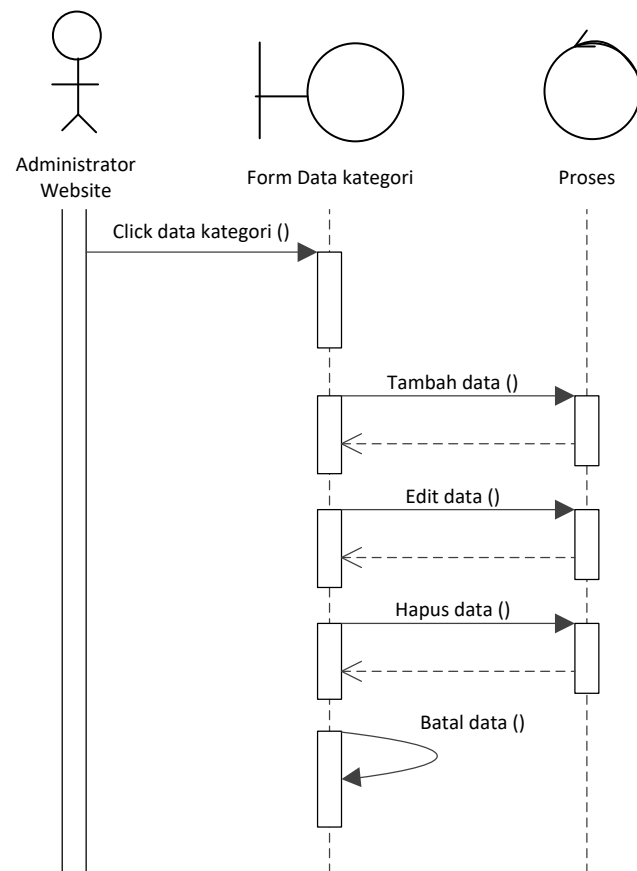 Administrator
Website
Form Data kategori
Proses
Click data kategori ()
Tambah data ()
Edit data ()
Hapus data ()
Batal data ()